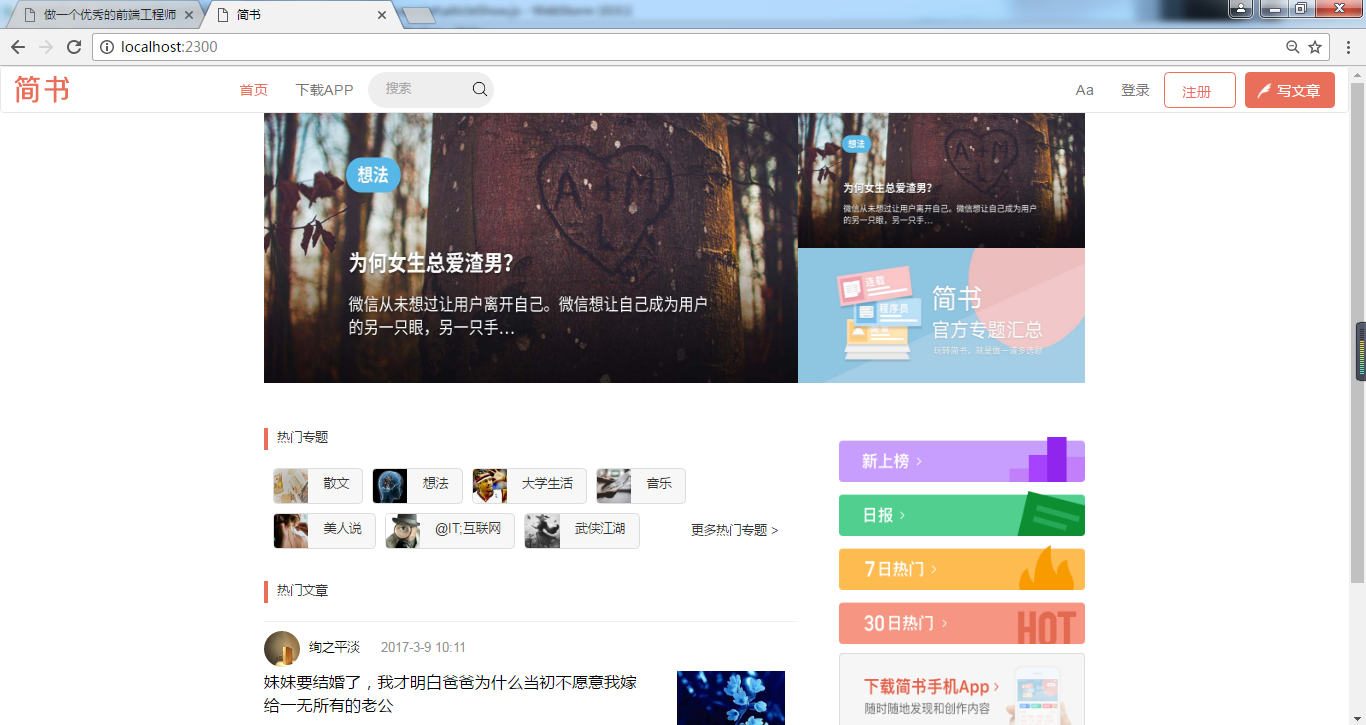 做一个优秀的前端工程师
简书
localhost:2300
简书
首页
下载APP
搜索
Aa
登录
注册
写文章
想法
为何女生总爱渣男?
微信从未想过让用户离开自己。微信想让自己成为用户
的另一只眼，另一只手…
想法
为何女生总爱渣男?
微信从未想过让用户离开自己。微信想让自己成为用户
的另一只眼，另一只手…
连载
程序员
简书
官方专题汇总
热门专题
散文
想法
大学生活
音乐
美人说
@IT;互联网
武侠江湖
更多热门专题 >
热门文章
绚之平淡
2017-3-9 10:11
妹妹要结婚了，我才明白爸爸为什么当初不愿意我嫁
给一无所有的老公
新上榜 ›
日报 ›
7日热门 ›
30日热门 ›
HOT
下载简书手机App ›
随时随地发现和创作内容